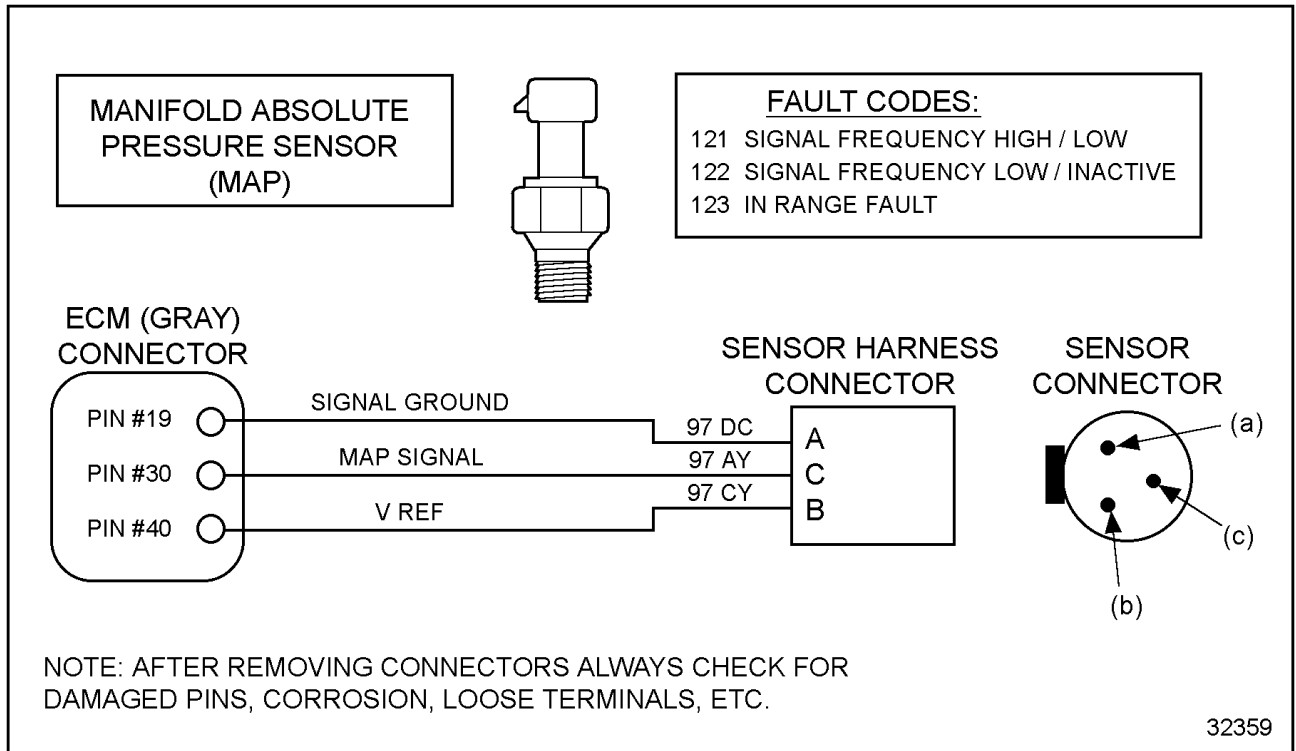 MANIFOLD ABSOLUTE
PRESSURE SENSOR
(MAP)
FAULT CODES:
121 SIGNAL FREQUENCY HIGH / LOW
122 SIGNAL FREQUENCY LOW / INACTIVE
123 IN RANGE FAULT
ECM (GRAY)
CONNECTOR
PIN #19
PIN #30
PIN #40
SIGNAL GROUND
MAP SIGNAL
V REF
97 DC
97 AY
97 CY
SENSOR HARNESS
CONNECTOR
A
C
B
SENSOR
CONNECTOR
(a)
(c)
(b)
NOTE: AFTER REMOVING CONNECTORS ALWAYS CHECK FOR
DAMAGED PINS, CORROSION, LOOSE TERMINALS, ETC.
32359